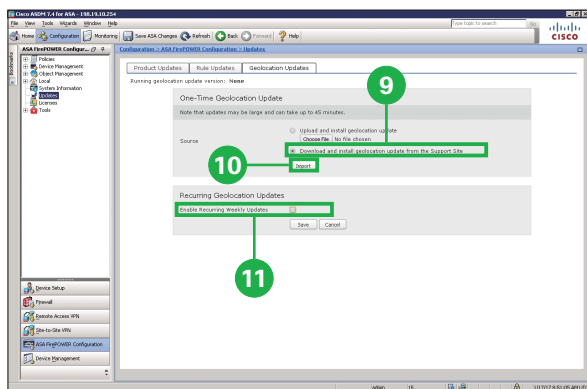 Cisco ASDM 7.4 for ASA - 198.19.10.254
File View Tools Wizards Window Help
Type topic to search
Go
Home Configuration Monitoring Save ASA Changes Refresh Back Forward Help
CISCO
Bookmarks
ASA FirePOWER Configur...
Policies
Device Management
Object Management
Local
System Information
Updates
Licenses
Tools
Device Setup
Firewall
Remote Access VPN
Site-to-Site VPN
ASA FirePOWER Configuration
Device Management
Configuration > ASA FirePOWER Configuration > Updates
Product Updates Rule Updates Geolocation Updates
Running geolocation update version: None
9
One-Time Geolocation Update
Note that updates may be large and can take up to 45 minutes.
Source
Upload and install geolocation update
Choose File No file chosen
Download and install geolocation update from the Support Site
10
Import
Recurring Geolocation Updates
Enable Recurring Weekly Updates
Save Cancel
11
admin 15